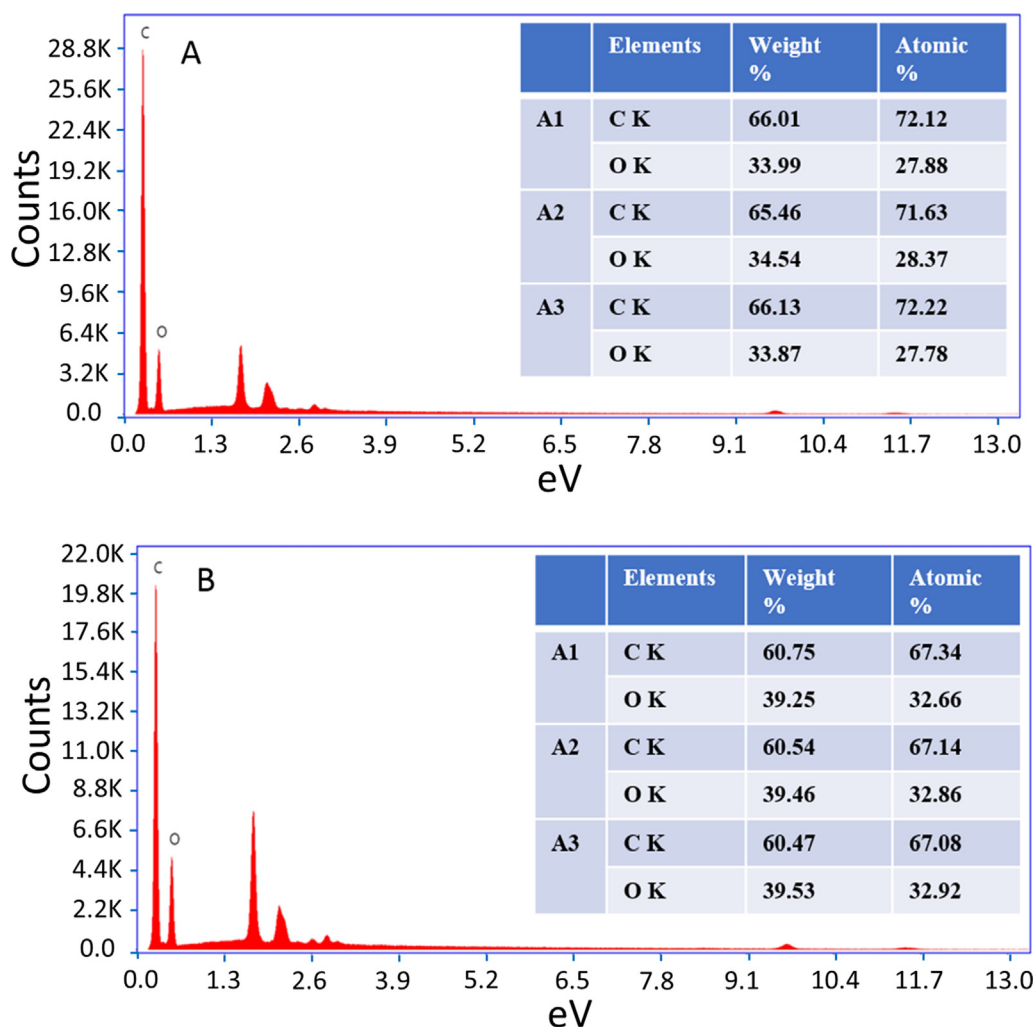 C
A
28.8K
25.6K
22.4K
19.2K
16.0K
12.8K
9.6K
6.4K
3.2K
0.0
Counts
O
0.0 1.3 2.6 3.9 5.2 6.5 7.8 9.1 10.4 11.7 13.0
eV
Elements Weight % Atomic %
A1 C K 66.01 72.12
O K 33.99 27.88
A2 C K 65.46 71.63
O K 34.54 28.37
A3 C K 66.13 72.22
O K 33.87 27.78
C
B
22.0K
19.8K
17.6K
15.4K
13.2K
11.0K
8.8K
6.6K
4.4K
2.2K
0.0
Counts
O
0.0 1.3 2.6 3.9 5.2 6.5 7.8 9.1 10.4 11.7 13.0
eV
Elements Weight % Atomic %
A1 C K 60.75 67.34
O K 39.25 32.66
A2 C K 60.54 67.14
O K 39.46 32.86
A3 C K 60.47 67.08
O K 39.53 32.92